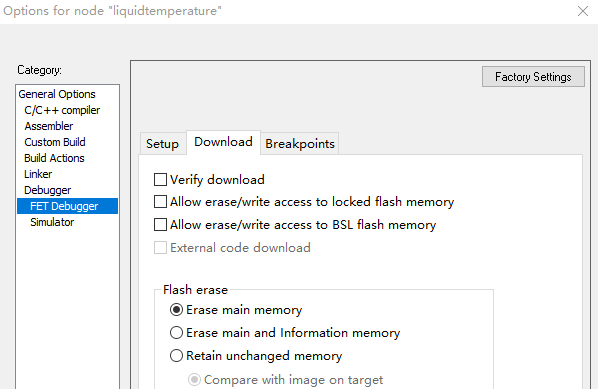 Options for node "liquidtemperature"
Category:
Factory Settings
General Options
C/C++ compiler
Assembler
Custom Build
Build Actions
Linker
Debugger
FET Debugger
Simulator
Setup Download Breakpoints
Verify download
Allow erase/write access to locked flash memory
Allow erase/write access to BSL flash memory
External code download
Flash erase
Erase main memory
Erase main and Information memory
Retain unchanged memory
Compare with image on target